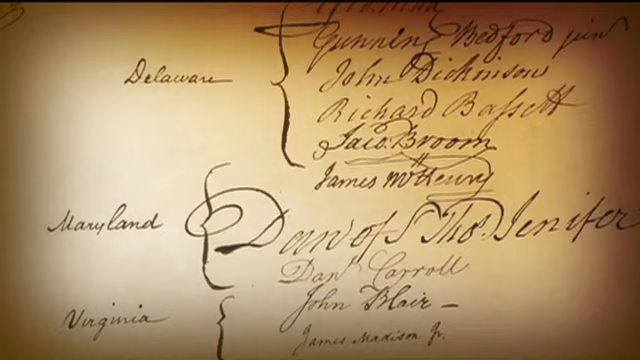 Gunning Bedford jun
Delaware
John Dickinson
Richard Bassett
Jaco: Broom
James McHenry
Maryland
Dan of St Thos. Jenifer
Danl Carroll
John Blair –
Virginia
James Madison Jr.